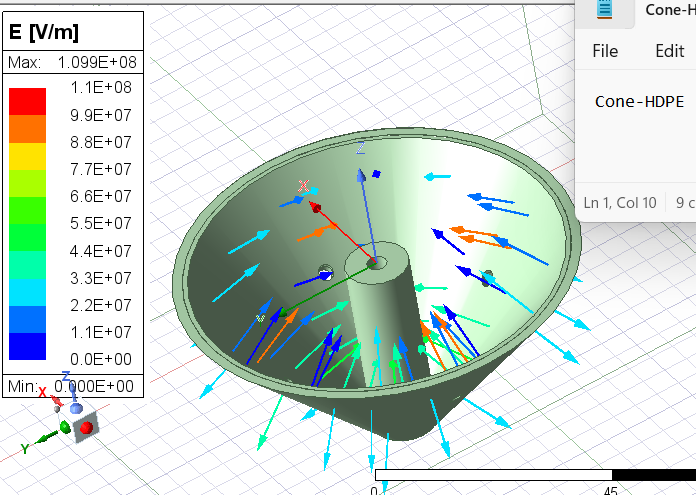 E [V/m]
Max: 1.099E+08
1.1E+08
9.9E+07
8.8E+07
7.7E+07
6.6E+07
5.5E+07
4.4E+07
3.3E+07
2.2E+07
1.1E+07
0.0E+00
Min: 0.000E+00
Z
X
Y
Z
X
Y
0
45
Cone-H
File Edit
Cone-HDPE
Ln 1, Col 10 9 c